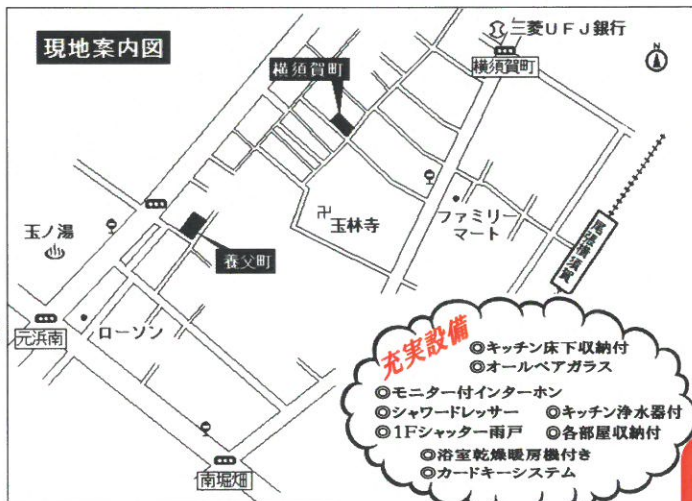 現地案内図
三菱UFJ銀行
横須賀町
横須賀町
N
卍玉林寺
ファミリー
マート
尾張横須賀
玉ノ湯
養父町
元浜南
ローソン
南堀畑
充実設備
◎キッチン床下収納付
◎オールペアガラス
◎モニター付インターホン
◎シャワードレッサー ◎キッチン浄水器付
◎1Fシャッター雨戸 ◎各部屋収納付
◎浴室乾燥暖房機付き
◎カードキーシステム